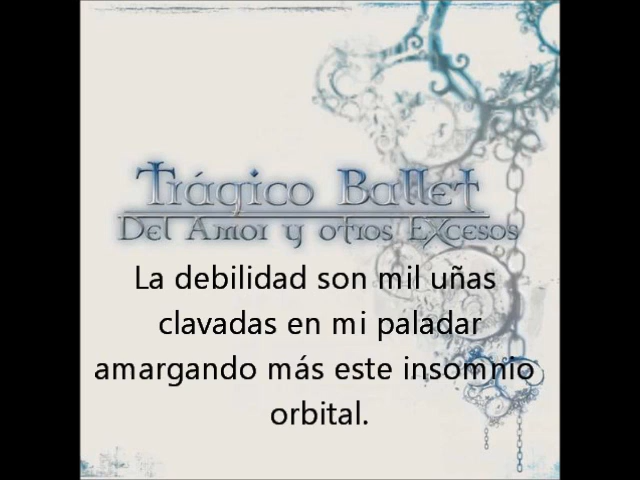 Trágico Ballet
Del Amor y otros Excesos
La debilidad son mil uñas
clavadas en mi paladar
amargando más este insomnio
orbital.